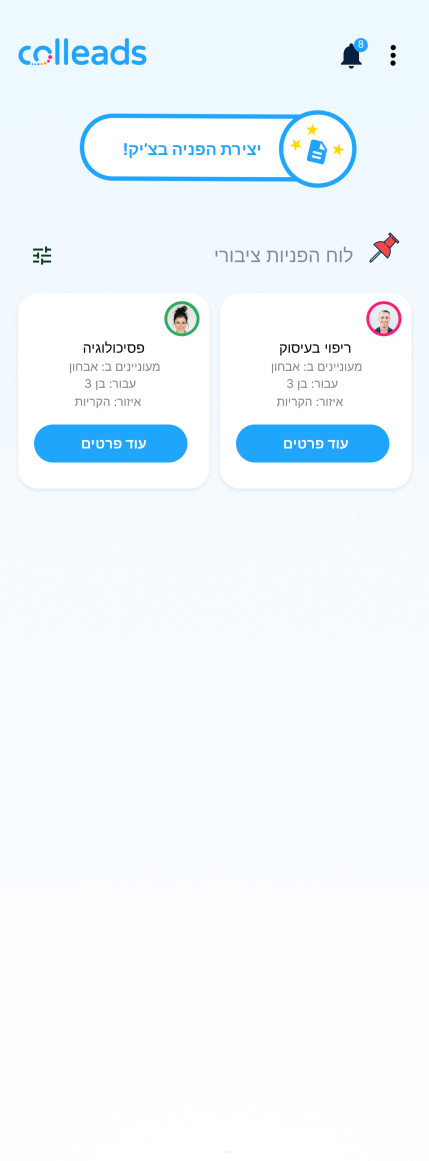 colleads
8
יצירת הפניה בצ'יק!
לוח הפניות ציבורי
ריפוי בעיסוק
מעוניינים ב: אבחון
עבור: בן 3
איזור: הקריות
עוד פרטים
פסיכולוגיה
מעוניינים ב: אבחון
עבור: בן 3
איזור: הקריות
עוד פרטים